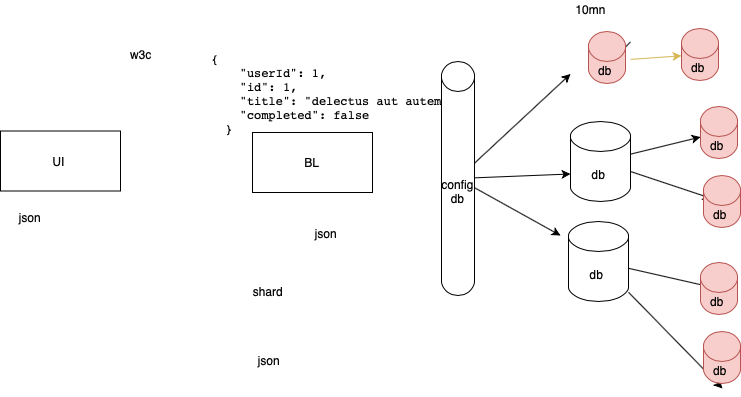 10mn
w3c
{
"userId": 1,
"id": 1,
"title": "delectus aut autem
"completed": false
}
db
db
UI
BL
config
db
db
db
db
json
json
db
db
shard
db
json
db